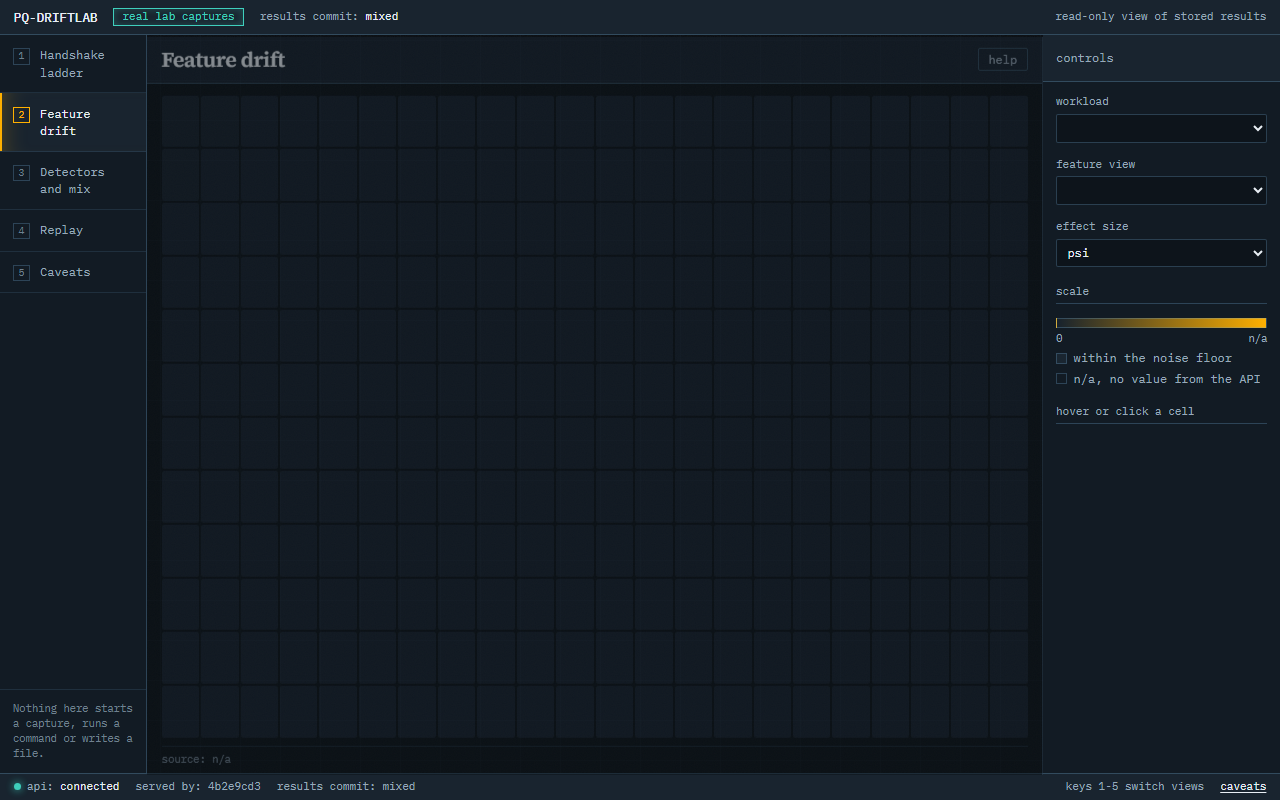 PQ-DRIFTLAB real lab captures results commit: mixed read-only view of stored results
1 Handshake
ladder
2 Feature
drift
3 Detectors
and mix
4 Replay
5 Caveats
Nothing here starts
a capture, runs a
command or writes a
file.
Feature drift help
source: n/a
controls
workload
feature view
effect size
psi
scale
0 n/a
within the noise floor
n/a, no value from the API
hover or click a cell
api: connected served by: 4b2e9cd3 results commit: mixed keys 1-5 switch views caveats